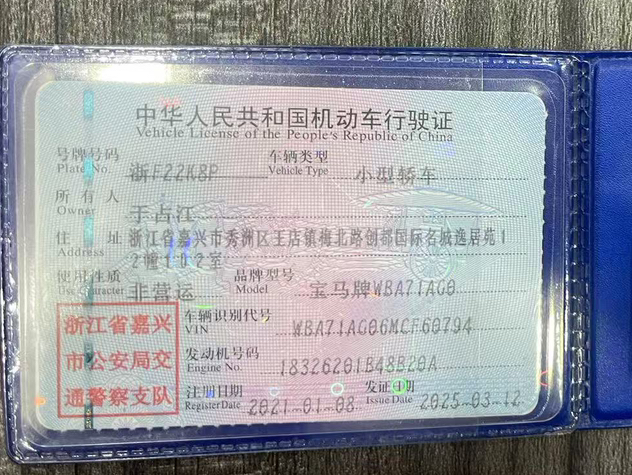 中华人民共和国机动车行驶证
Vehicle License of the People's Republic of China
号牌号码 浙F22K8P 车辆类型 小型轿车
Plate No. Vehicle Type
所有人 于占江
Owner
住址 浙江省嘉兴市秀洲区王店镇梅北路创都国际名城逸居苑1
Address 2幢102室
使用性质 非营运 品牌型号 宝马牌WBA71AG0
Use Character Model
浙江省嘉兴
市公安局交
通警察支队
车辆识别代号 WBA71AG06MCF60794
VIN
发动机号码 18326201B48B20A
Engine No.
注册日期 2021-01-08 发证日期 2025-03-12
Register Date Issue Date